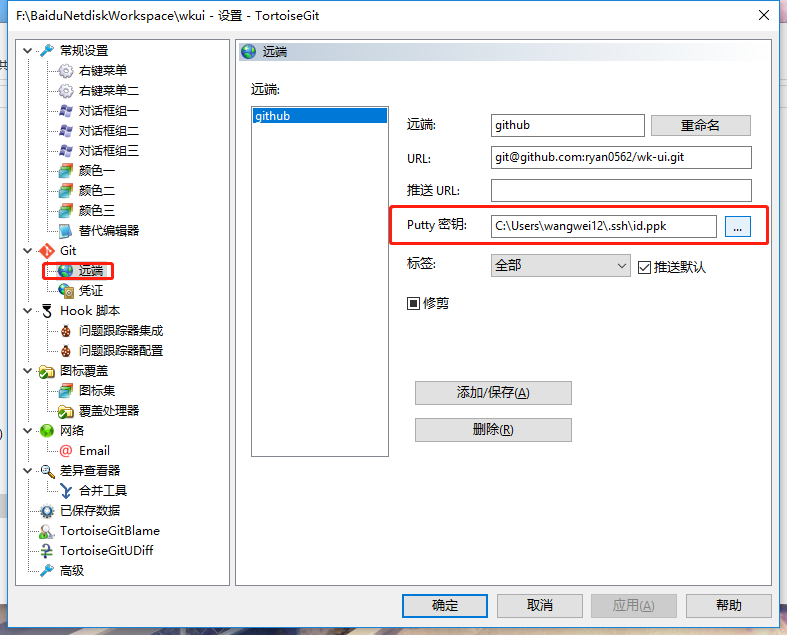 F:\BaiduNetdiskWorkspace\wkui - 设置 - TortoiseGit
常规设置
右键菜单
右键菜单二
对话框组一
对话框组二
对话框组三
颜色一
颜色二
颜色三
替代编辑器
Git
远端
凭证
Hook 脚本
问题跟踪器集成
问题跟踪器配置
图标覆盖
图标集
覆盖处理器
网络
Email
差异查看器
合并工具
已保存数据
TortoiseGitBlame
TortoiseGitUDiff
高级
远端
远端:
github
远端: github 重命名
URL: git@github.com:ryan0562/wk-ui.git
推送 URL:
Putty 密钥: C:\Users\wangwei12\.ssh\id.ppk ...
标签: 全部 推送默认
修剪
添加/保存(A)
删除(R)
确定 取消 应用(A) 帮助